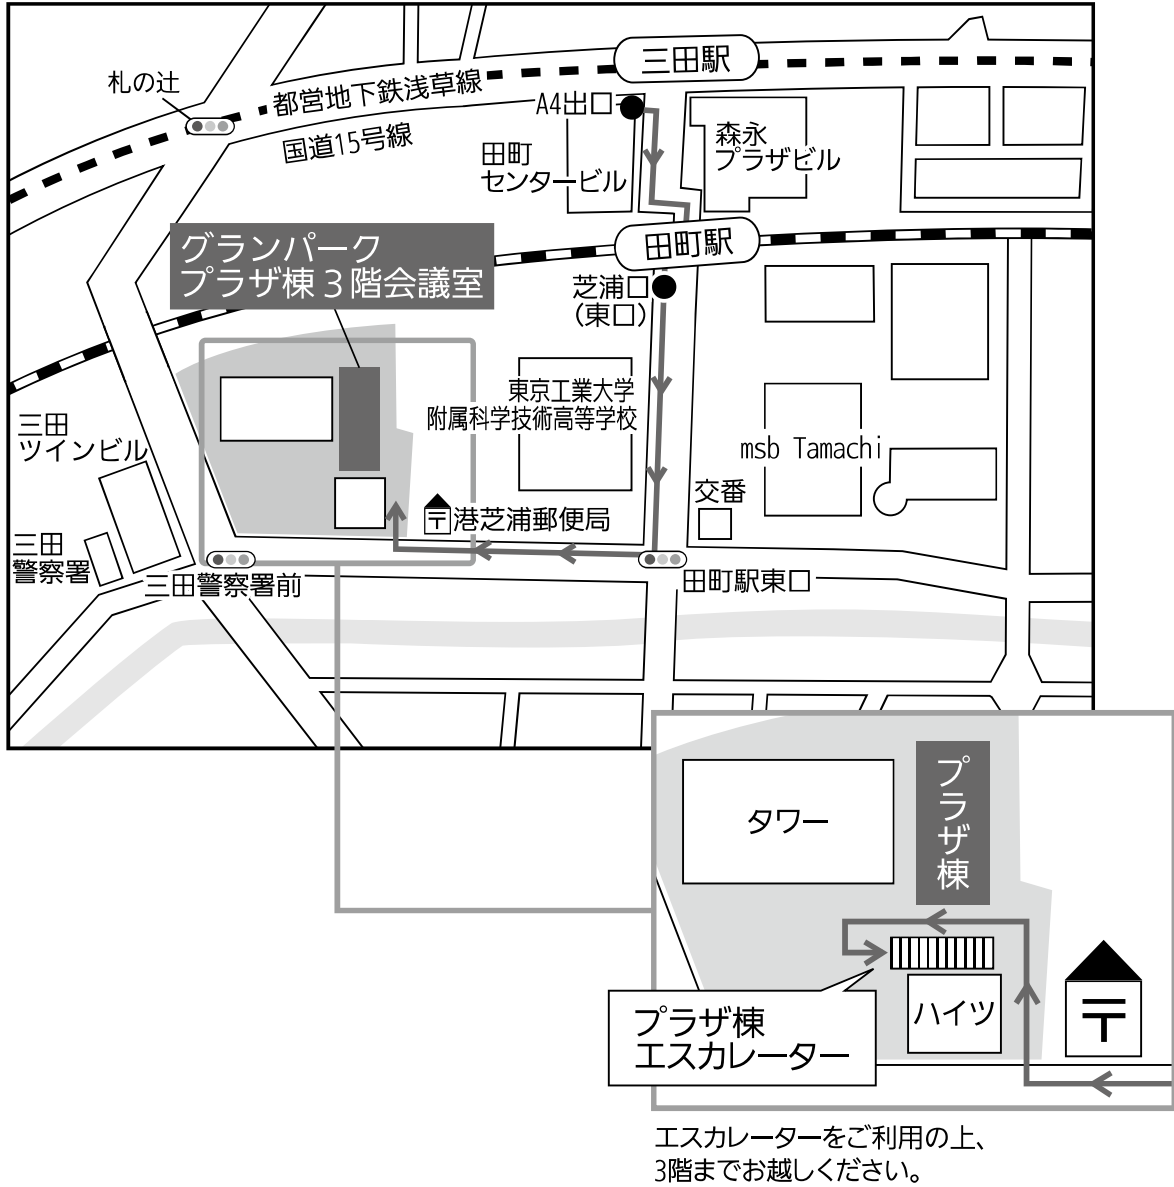 三田駅
札の辻
都営地下鉄浅草線
A4出口
国道15号線
田町
センタービル
森永
プラザビル
グランパーク
プラザ棟3階会議室
田町駅
芝浦口
(東口)
東京工業大学
附属科学技術高等学校
三田
ツインビル
msb Tamachi
交番
〒
港芝浦郵便局
三田
警察署
三田警察署前
田町駅東口
タワー
プラザ棟
ハイツ
〒
プラザ棟
エスカレーター
エスカレーターをご利用の上、
3階までお越しください。